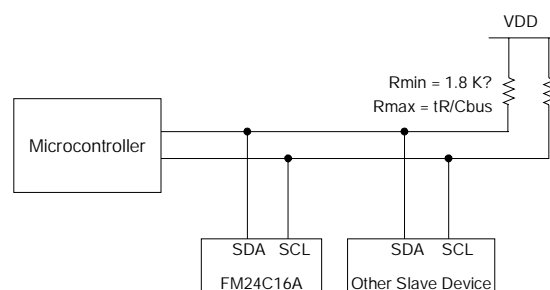 VDD
Rmin = 1.8 K?
Rmax = tR/Cbus
Microcontroller
SDA SCL
SDA SCL
FM24C16A
Other Slave Device